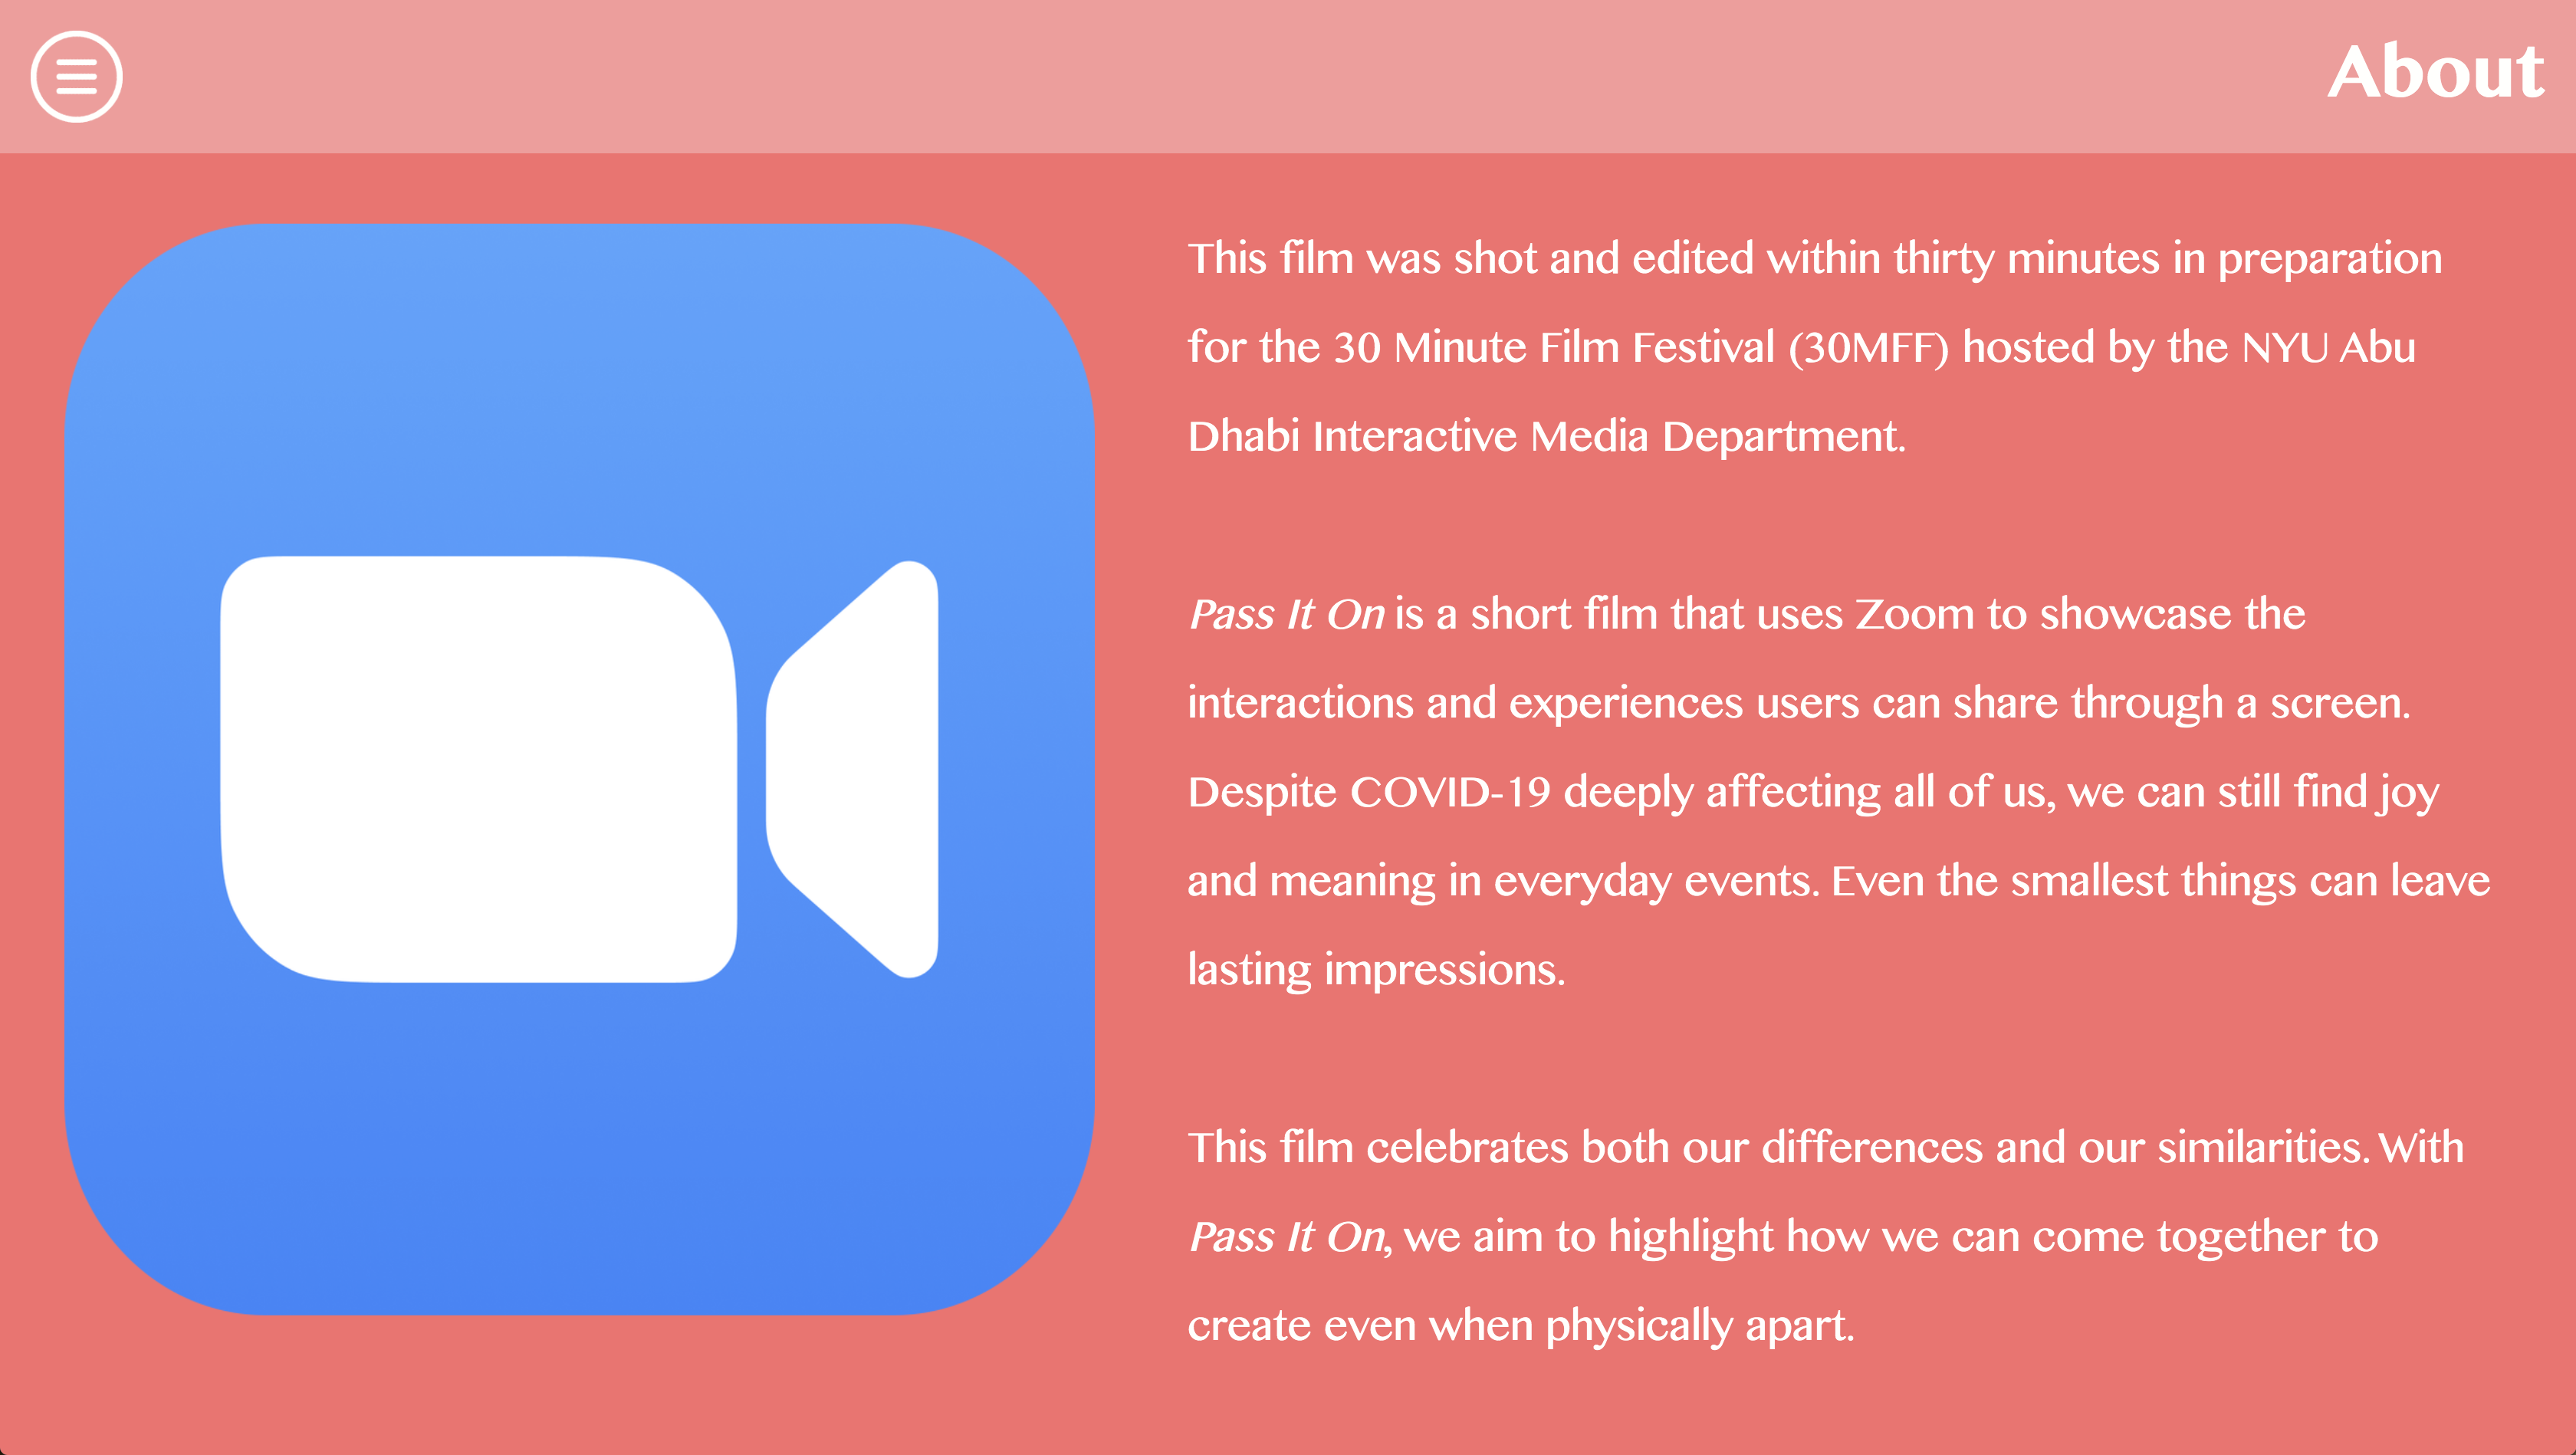 About
This film was shot and edited within thirty minutes in preparation
for the 30 Minute Film Festival (30MFF) hosted by the NYU Abu
Dhabi Interactive Media Department.
Pass It On is a short film that uses Zoom to showcase the
interactions and experiences users can share through a screen.
Despite COVID-19 deeply affecting all of us, we can still find joy
and meaning in everyday events. Even the smallest things can leave
lasting impressions.
This film celebrates both our differences and our similarities. With
Pass It On, we aim to highlight how we can come together to
create even when physically apart.